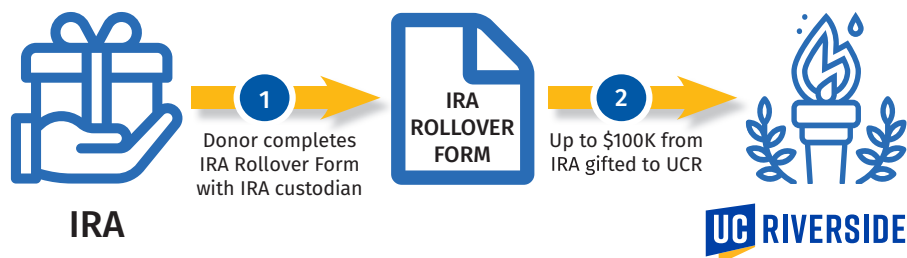 IRA
1
Donor completes
IRA Rollover Form
with IRA custodian
IRA
ROLLOVER
FORM
2
Up to $100K from
IRA gifted to UCR
UC RIVERSIDE